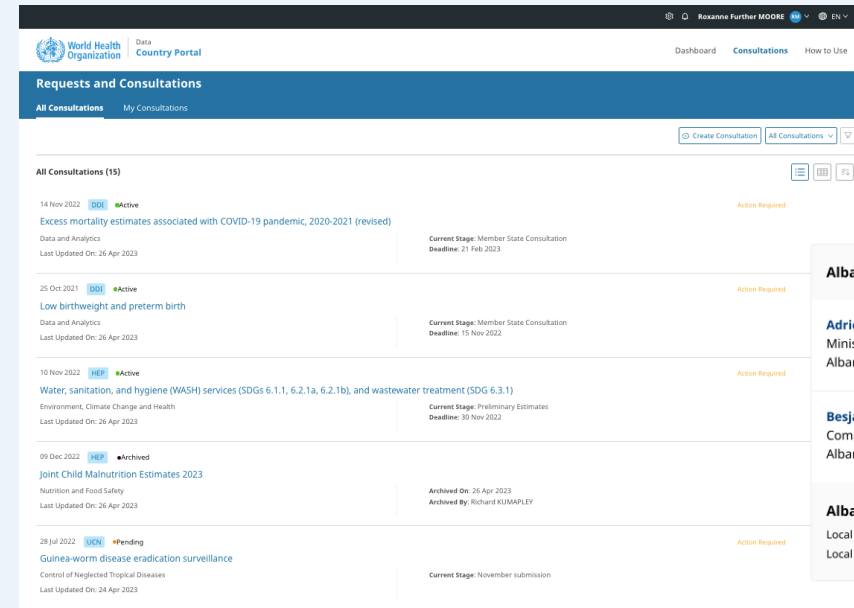 Roxanne Further MOORE RM EN
World Health Organization
Data
Country Portal
Dashboard Consultations How to Use
Requests and Consultations
All Consultations My Consultations
Create Consultation All Consultations
All Consultations (15)
14 Nov 2022 DDI Active Action Required
Excess mortality estimates associated with COVID-19 pandemic, 2020-2021 (revised)
Data and Analytics Current Stage: Member State Consultation
Last Updated On: 26 Apr 2023 Deadline: 21 Feb 2023
25 Oct 2021 DDI Active Action Required
Low birthweight and preterm birth
Data and Analytics Current Stage: Member State Consultation
Last Updated On: 26 Apr 2023 Deadline: 15 Nov 2022
10 Nov 2022 HEP Active Action Required
Water, sanitation, and hygiene (WASH) services (SDGs 6.1.1, 6.2.1a, 6.2.1b), and wastewater treatment (SDG 6.3.1)
Environment, Climate Change and Health Current Stage: Preliminary Estimates
Last Updated On: 26 Apr 2023 Deadline: 30 Nov 2022
09 Dec 2022 HEP Archived
Joint Child Malnutrition Estimates 2023
Nutrition and Food Safety Archived On: 26 Apr 2023
Last Updated On: 26 Apr 2023 Archived By: Richard KUMAPLEY
28 Jul 2022 UCN Pending Action Required
Guinea-worm disease eradication surveillance
Control of Neglected Tropical Diseases Current Stage: November submission
Last Updated On: 24 Apr 2023
Local
Local